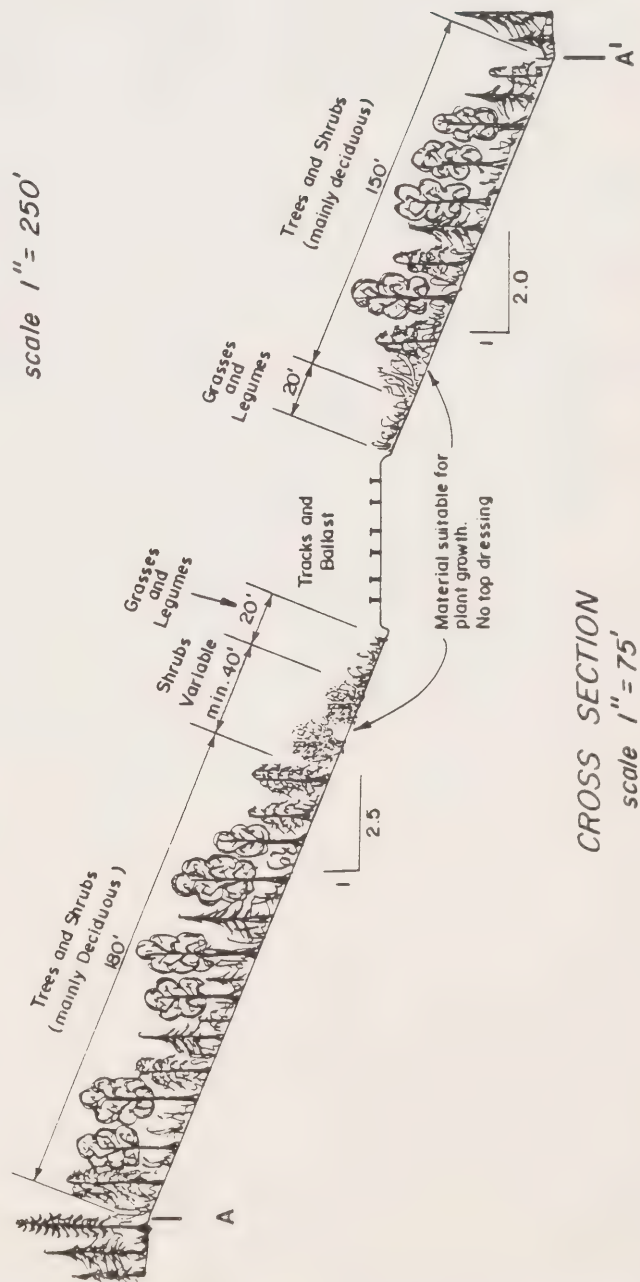 scale 1" = 250'
Trees and Shrubs
(mainly Deciduous)
180'
Shrubs
Variable
min. 40'
Grasses
and
Legumes
20'
Tracks and
Ballast
Grasses
and
Legumes
20'
Trees and Shrubs
(mainly deciduous)
150'
1
2.5
1
2.0
Material suitable for
plant growth.
No top dressing
A
A'
CROSS SECTION
scale 1" = 75'